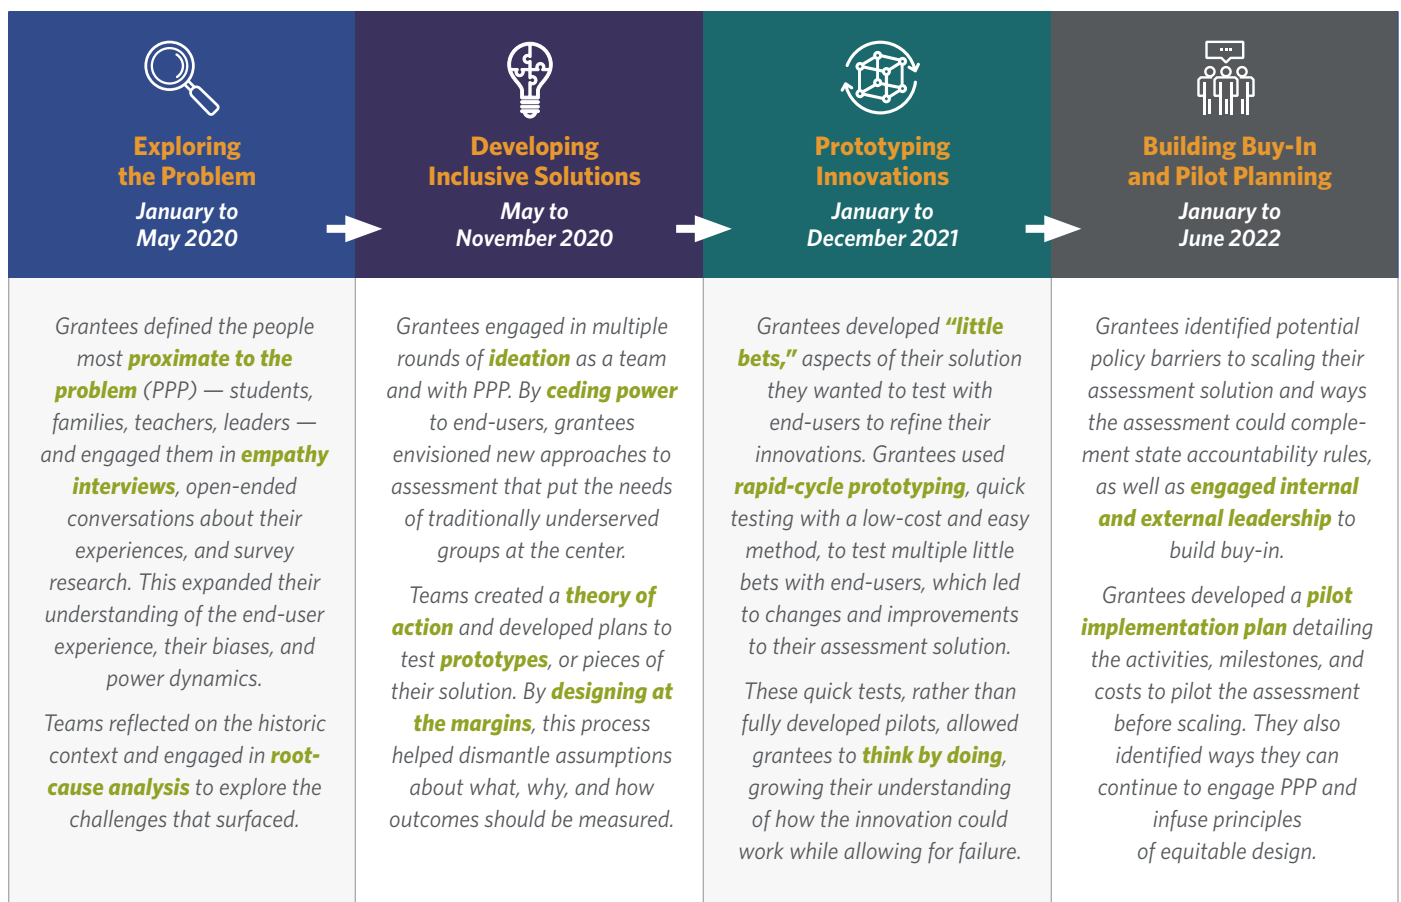 Exploring
the Problem
January to
May 2020
Grantees defined the people
most proximate to the
problem (PPP) — students,
families, teachers, leaders —
and engaged them in empathy
interviews, open-ended
conversations about their
experiences, and survey
research. This expanded their
understanding of the end-user
experience, their biases, and
power dynamics.
Teams reflected on the historic
context and engaged in root-
cause analysis to explore the
challenges that surfaced.
Developing
Inclusive Solutions
May to
November 2020
Grantees engaged in multiple
rounds of ideation as a team
and with PPP. By ceding power
to end-users, grantees
envisioned new approaches to
assessment that put the needs
of traditionally underserved
groups at the center.
Teams created a theory of
action and developed plans to
test prototypes, or pieces of
their solution. By designing at
the margins, this process
helped dismantle assumptions
about what, why, and how
outcomes should be measured.
Prototyping
Innovations
January to
December 2021
Grantees developed “little
bets,” aspects of their solution
they wanted to test with
end-users to refine their
innovations. Grantees used
rapid-cycle prototyping, quick
testing with a low-cost and easy
method, to test multiple little
bets with end-users, which led
to changes and improvements
to their assessment solution.
These quick tests, rather than
fully developed pilots, allowed
grantees to think by doing,
growing their understanding
of how the innovation could
work while allowing for failure.
Building Buy-In
and Pilot Planning
January to
June 2022
Grantees identified potential
policy barriers to scaling their
assessment solution and ways
the assessment could comple-
ment state accountability rules,
as well as engaged internal
and external leadership to
build buy-in.
Grantees developed a pilot
implementation plan detailing
the activities, milestones, and
costs to pilot the assessment
before scaling. They also
identified ways they can
continue to engage PPP and
infuse principles
of equitable design.